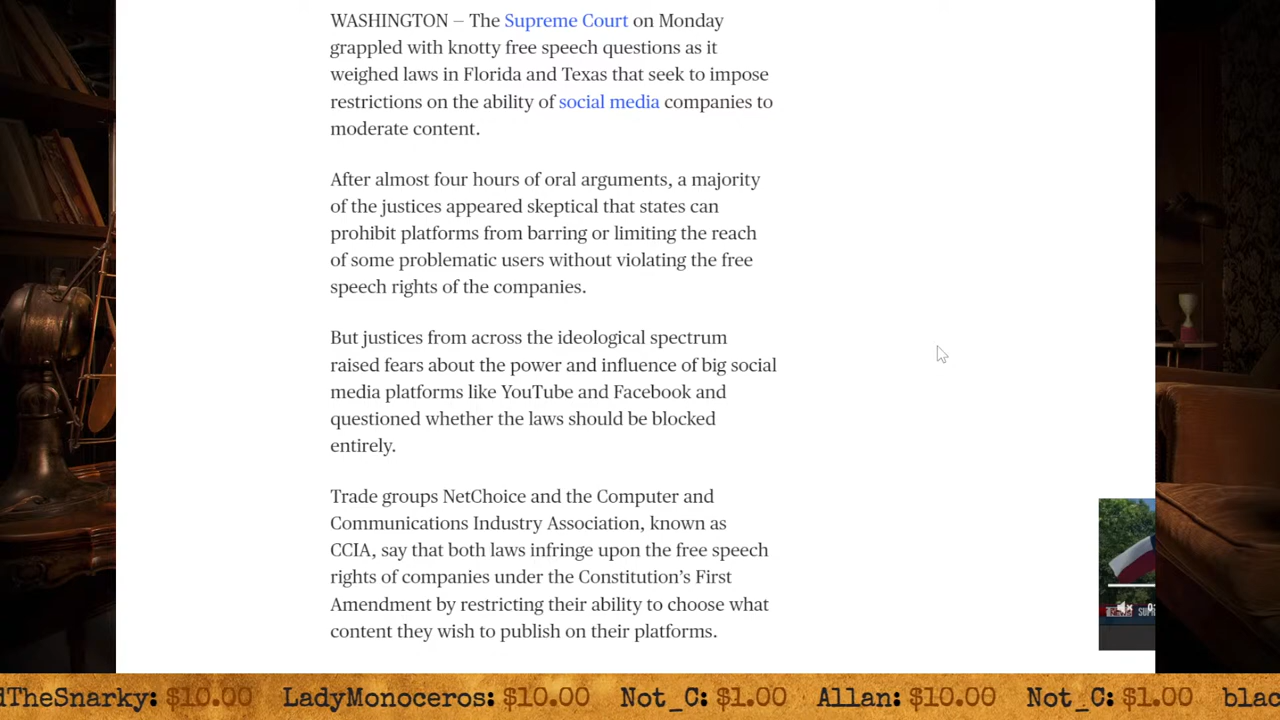 WASHINGTON — The Supreme Court on Monday
grappled with knotty free speech questions as it
weighed laws in Florida and Texas that seek to impose
restrictions on the ability of social media companies to
moderate content.
After almost four hours of oral arguments, a majority
of the justices appeared skeptical that states can
prohibit platforms from barring or limiting the reach
of some problematic users without violating the free
speech rights of the companies.
But justices from across the ideological spectrum
raised fears about the power and influence of big social
media platforms like YouTube and Facebook and
questioned whether the laws should be blocked
entirely.
Trade groups NetChoice and the Computer and
Communications Industry Association, known as
CCIA, say that both laws infringe upon the free speech
rights of companies under the Constitution's First
Amendment by restricting their ability to choose what
content they wish to publish on their platforms.
dTheSnarky: $10.00 LadyMonoceros: $10.00 Not_C: $1.00 Allan: $10.00 Not_C: $1.00 blac